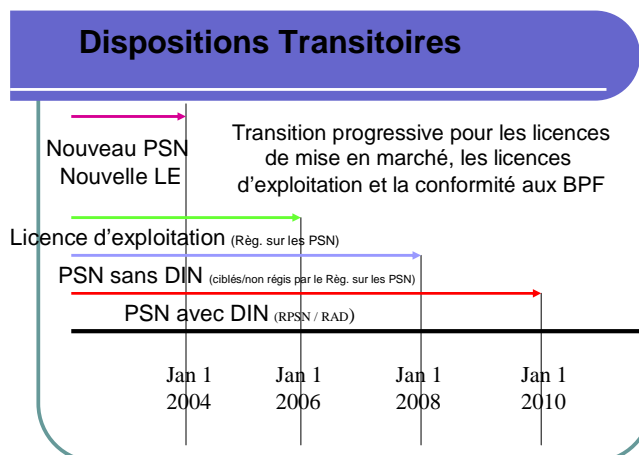 Dispositions Transitoires
Nouveau PSN
Nouvelle LE
Transition progressive pour les licences
de mise en marché, les licences
d'exploitation et la conformité aux BPF
Licence d'exploitation (Règ. sur les PSN)
PSN sans DIN (ciblés/non régis par le Règ. sur les PSN)
PSN avec DIN (RPSN / RAD)
Jan 1
2004
Jan 1
2006
Jan 1
2008
Jan 1
2010